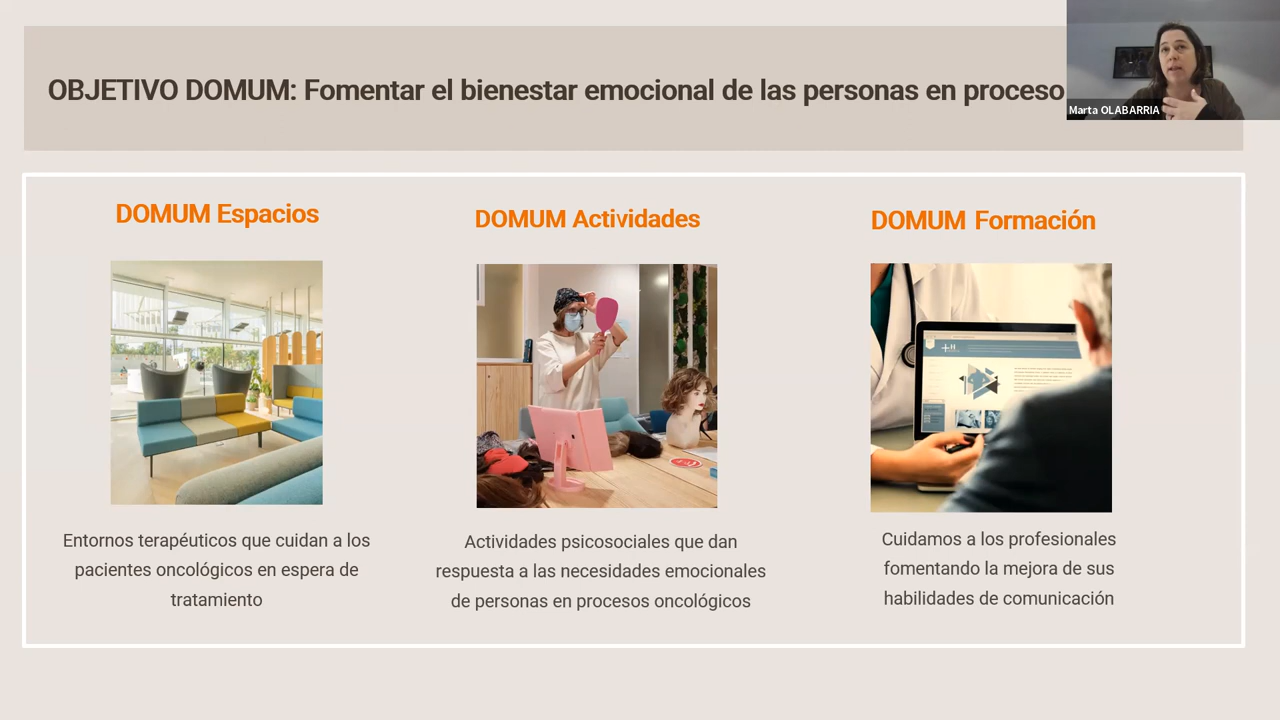 OBJETIVO DOMUM: Fomentar el bienestar emocional de las personas en proceso
Marta OLABARRIA
DOMUM Espacios
DOMUM Actividades
DOMUM Formación
Entornos terapéuticos que cuidan a los
pacientes oncológicos en espera de
tratamiento
Actividades psicosociales que dan
respuesta a las necesidades emocionales
de personas en procesos oncológicos
Cuidamos a los profesionales
fomentando la mejora de sus
habilidades de comunicación